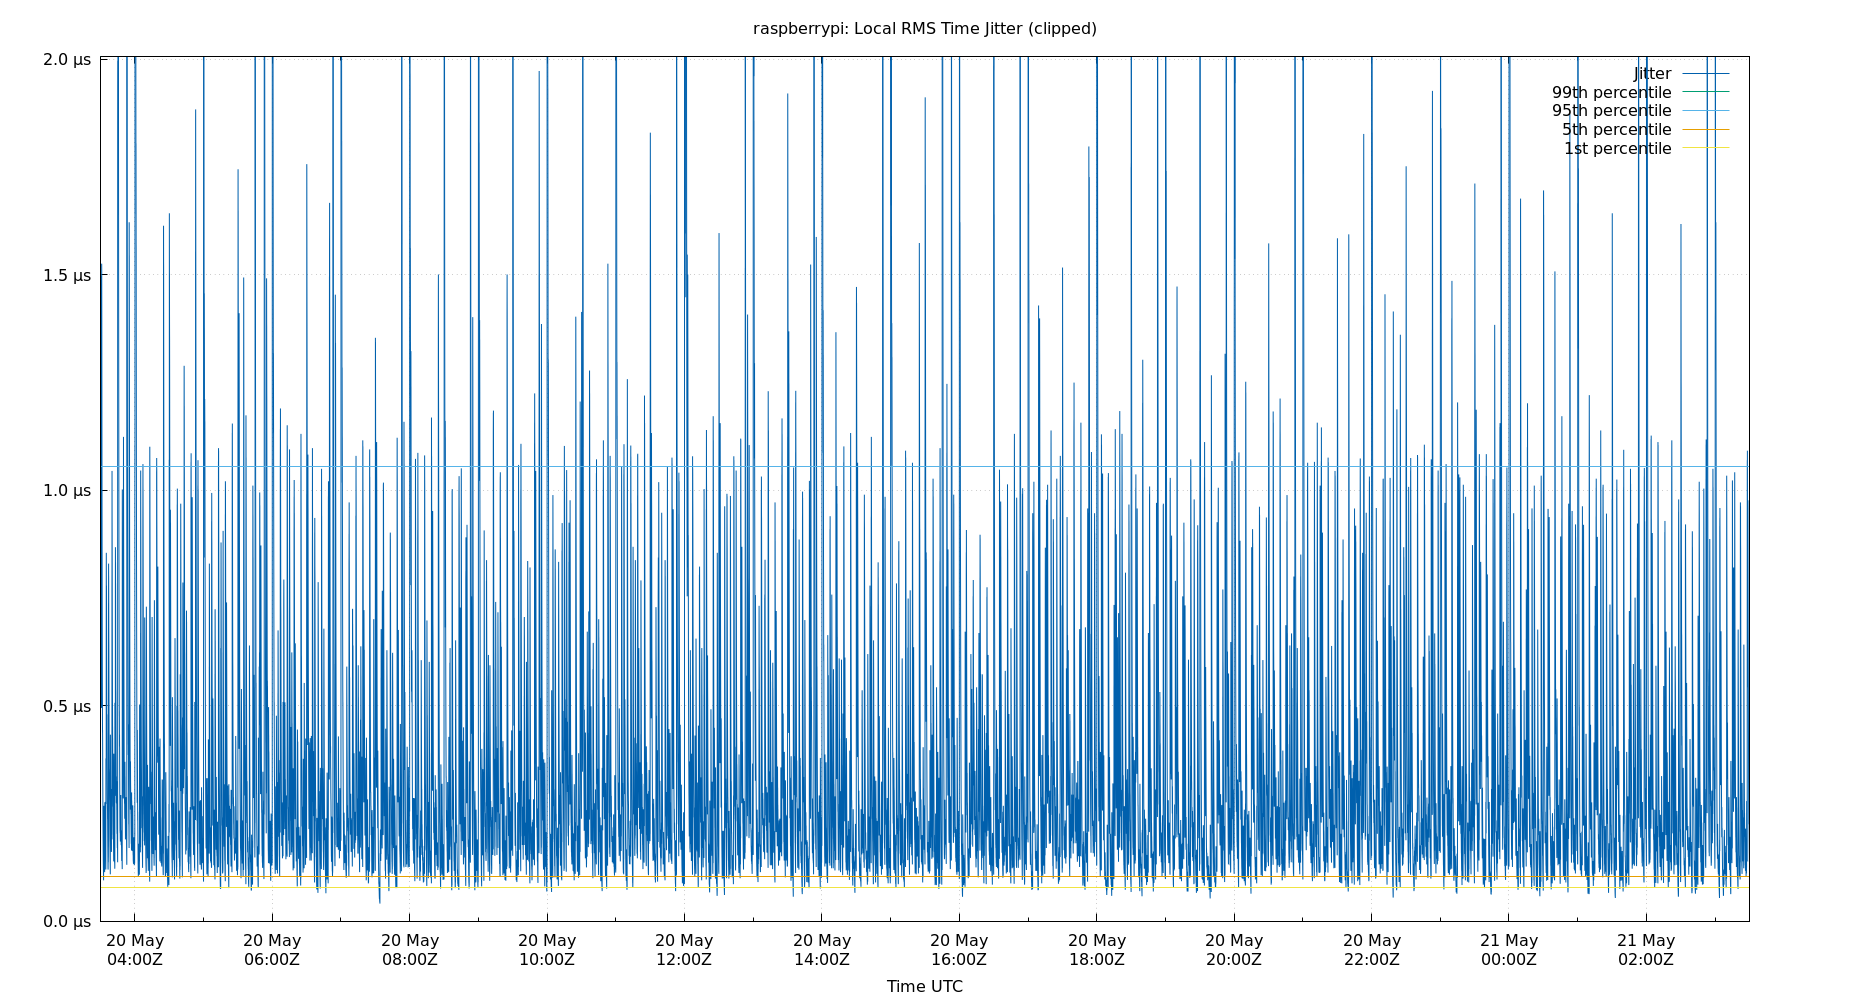 raspberrypi: Local RMS Time Jitter (clipped)
2.0 µs
1.5 µs
1.0 µs
0.5 µs
0.0 µs
Jitter
99th percentile
95th percentile
5th percentile
1st percentile
20 May 20 May 20 May 20 May 20 May 20 May 20 May 20 May 20 May 20 May 21 May 21 May
04:00Z 06:00Z 08:00Z 10:00Z 12:00Z 14:00Z 16:00Z 18:00Z 20:00Z 22:00Z 00:00Z 02:00Z
Time UTC